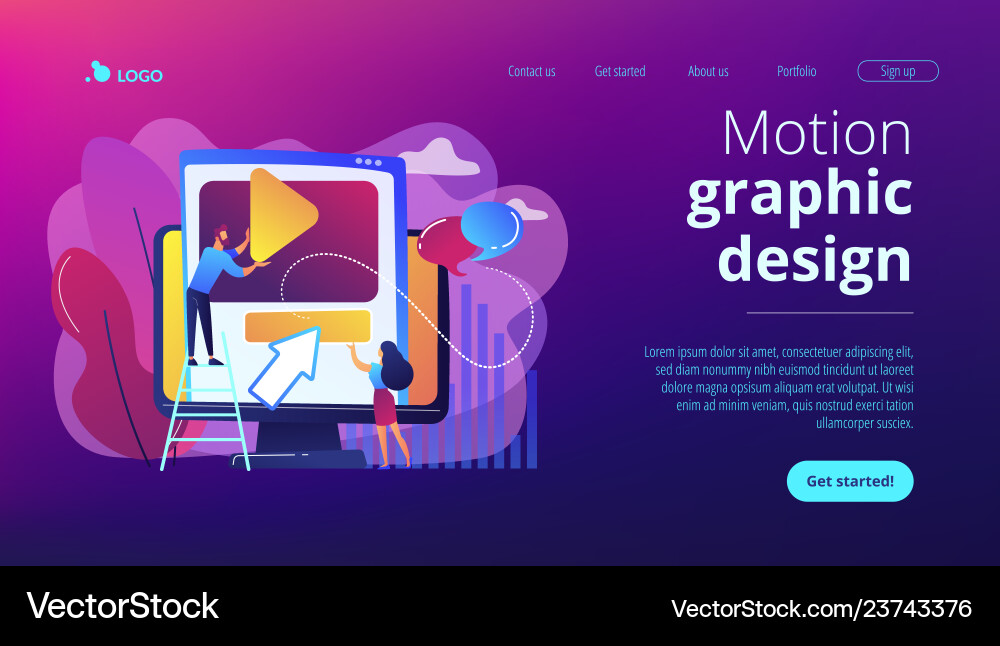 LOGO
Contact us
Get started
About us
Portfolio
Sign up
Motion
graphic
design
Lorem ipsum dolor sit amet, consectetuer adipiscing elit,
sed diam nonummy nibh euismod tincidunt ut laoreet
dolore magna opsisum aliquam erat volutpat. Ut wisi
enim ad minim veniam, quis nostrud exerci tation
ullamcorper susciex.
Get started!
VectorStock
VectorStock.com/23743376